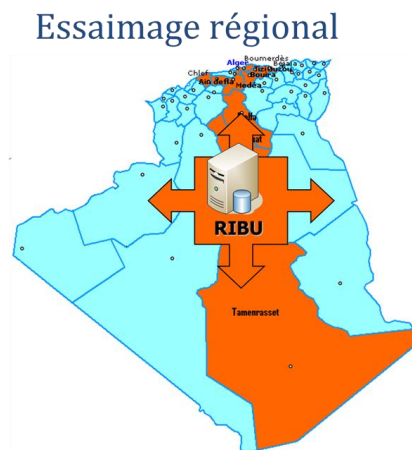 Essaimage régional
Boumerdès
Alger
Chlef
Ain defla
Bouira
Médéa
RIBU
Tamenrasset